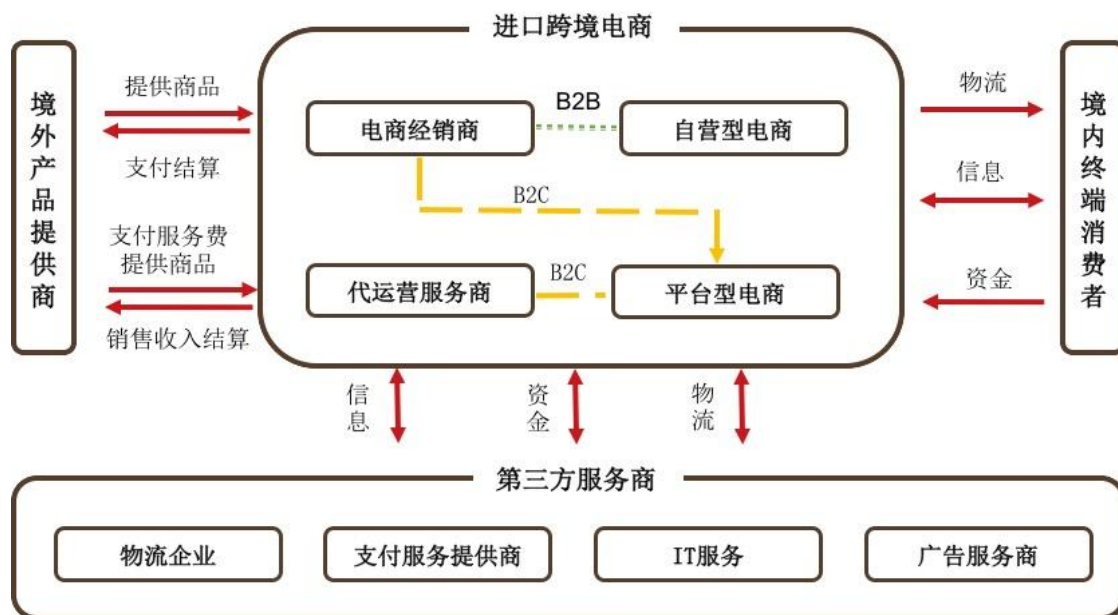 进口跨境电商
境外产品提供商
提供商品
支付结算
支付服务费
提供商品
销售收入结算
电商经销商
B2B
自营型电商
B2C
代运营服务商
B2C
平台型电商
物流
信息
资金
境内终端消费者
信息
资金
物流
第三方服务商
物流企业
支付服务提供商
IT服务
广告服务商